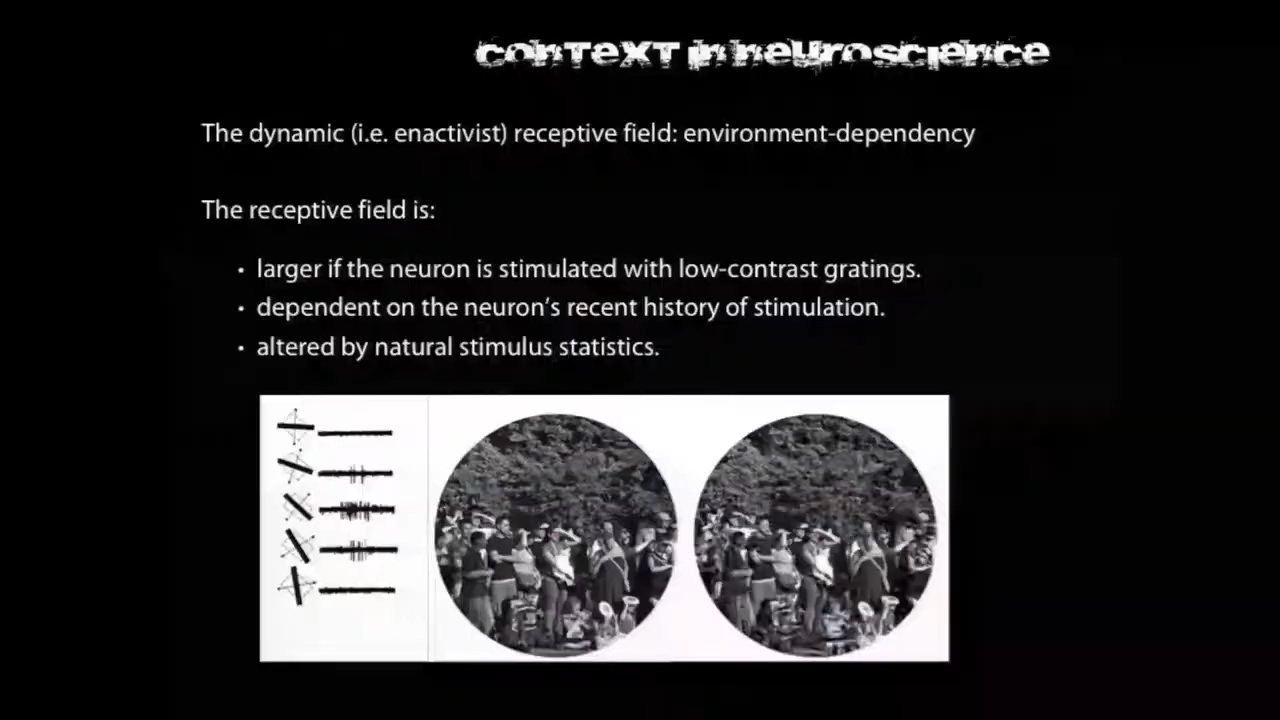 conTEXT in neuroscience
The dynamic (i.e. enactivist) receptive field: environment-dependency
The receptive field is:
• larger if the neuron is stimulated with low-contrast gratings.
• dependent on the neuron's recent history of stimulation.
• altered by natural stimulus statistics.